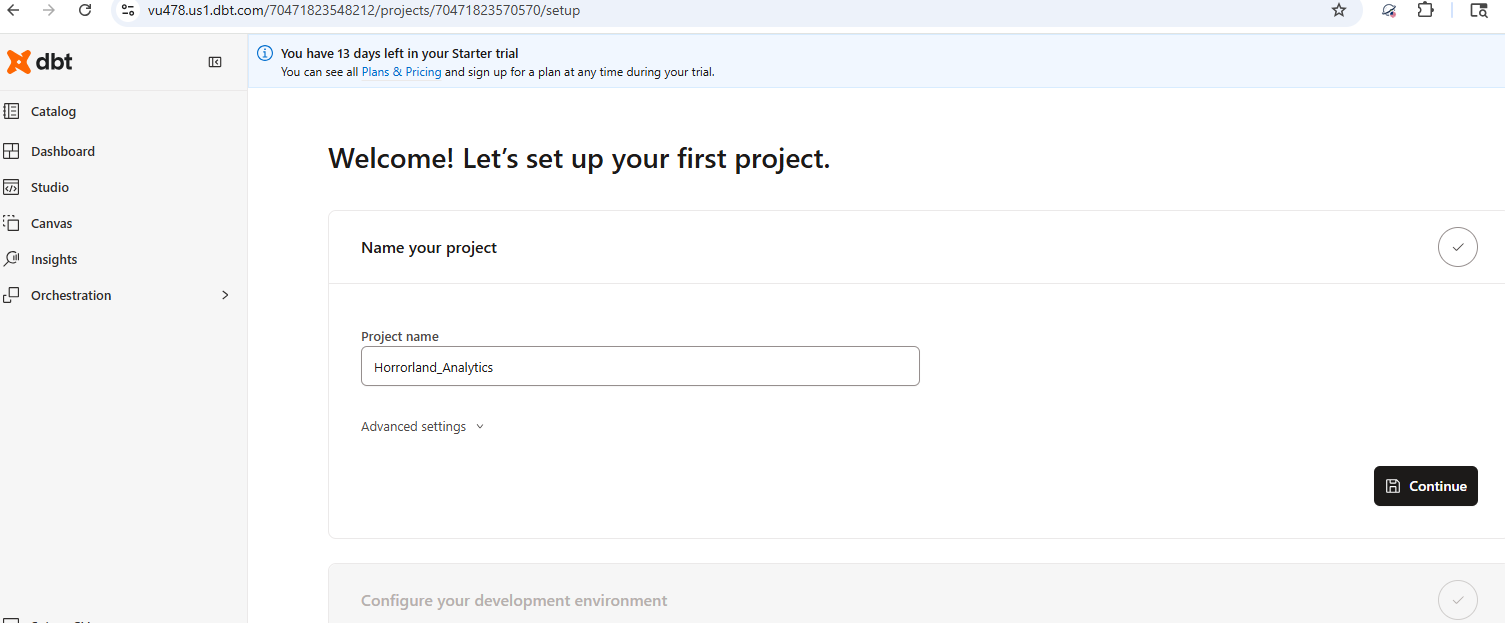 vu478.us1.dbt.com/70471823548212/projects/70471823570570/setup
dbt
You have 13 days left in your Starter trial
You can see all Plans & Pricing and sign up for a plan at any time during your trial.
Catalog
Dashboard
Studio
Canvas
Insights
Orchestration
Welcome! Let’s set up your first project.
Name your project
Project name
Horrorland_Analytics
Advanced settings
Continue
Configure your development environment